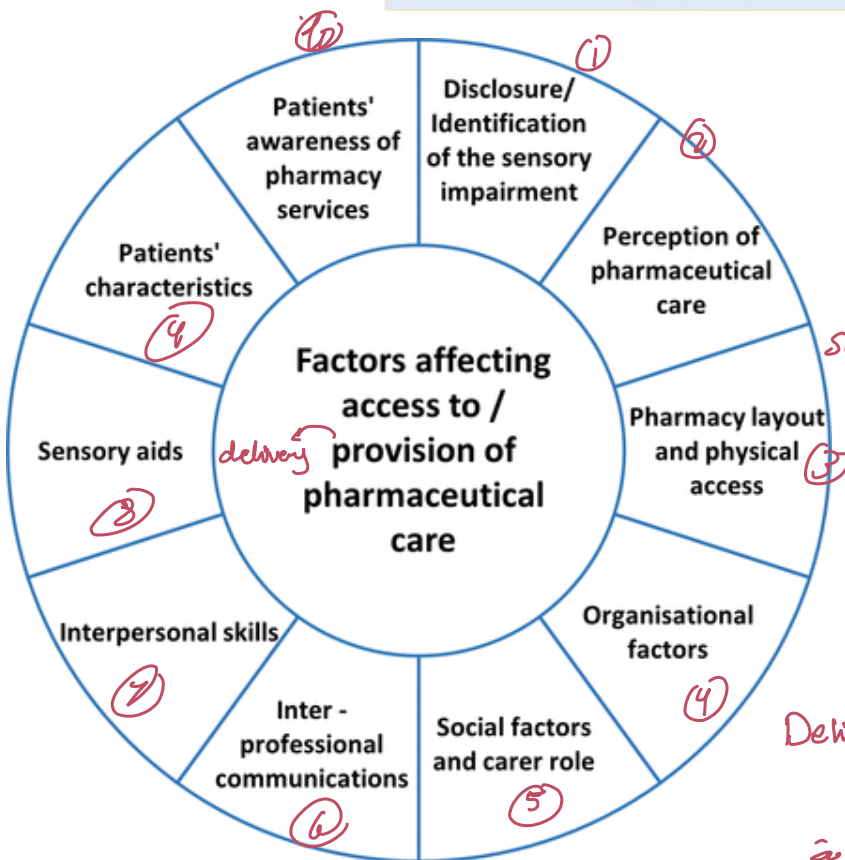 10
1
Disclosure/
Identification
of the sensory
impairment
2
Perception of
pharmaceutical
care
Pharmacy layout
and physical
access
3
Organisational
factors
4
Social factors
and carer role
5
Inter -
professional
communications
6
Interpersonal skills
7
Sensory aids
8
Patients'
characteristics
9
Patients'
awareness of
pharmacy
services
Factors affecting
access to /
delivery provision of
pharmaceutical
care